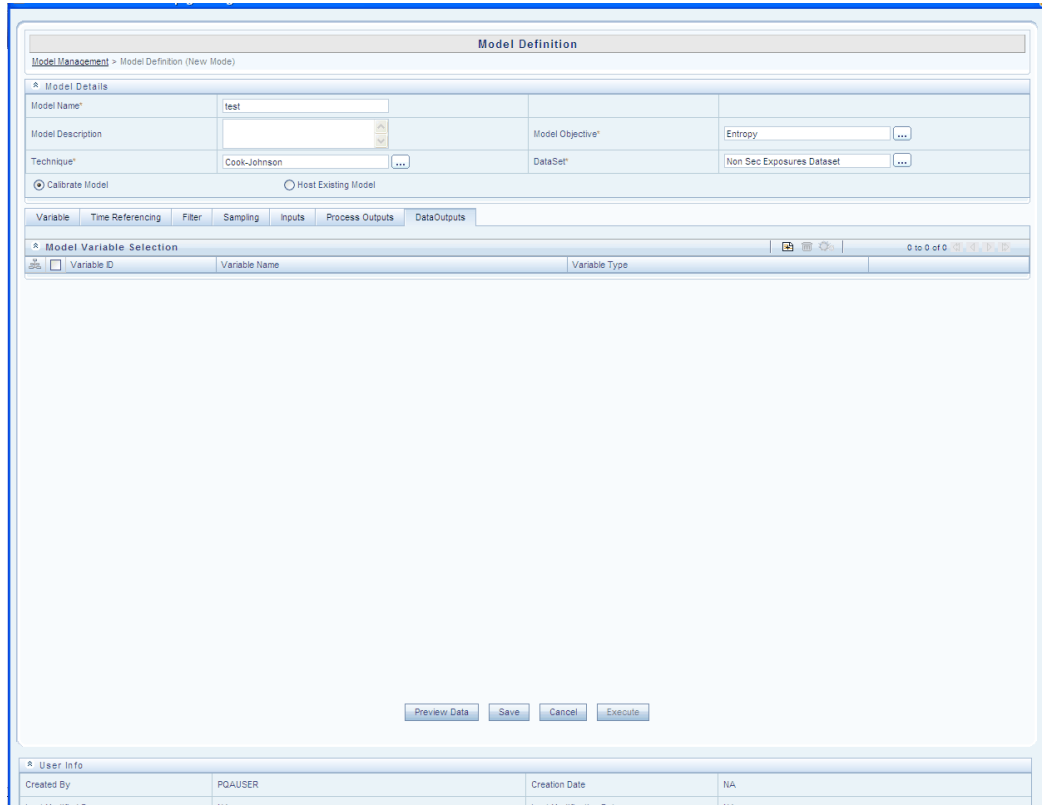 Model Definition
Model Management > Model Definition (New Mode)
Model Details
Model Name* test
Model Description Model Objective* Entropy ...
Technique* Cook-Johnson ... DataSet* Non Sec Exposures Dataset ...
Calibrate Model Host Existing Model
Variable Time Referencing Filter Sampling Inputs Process Outputs DataOutputs
Model Variable Selection 0 to 0 of 0
Variable ID Variable Name Variable Type
Preview Data Save Cancel Execute
User Info
Created By PQAUSER Creation Date NA